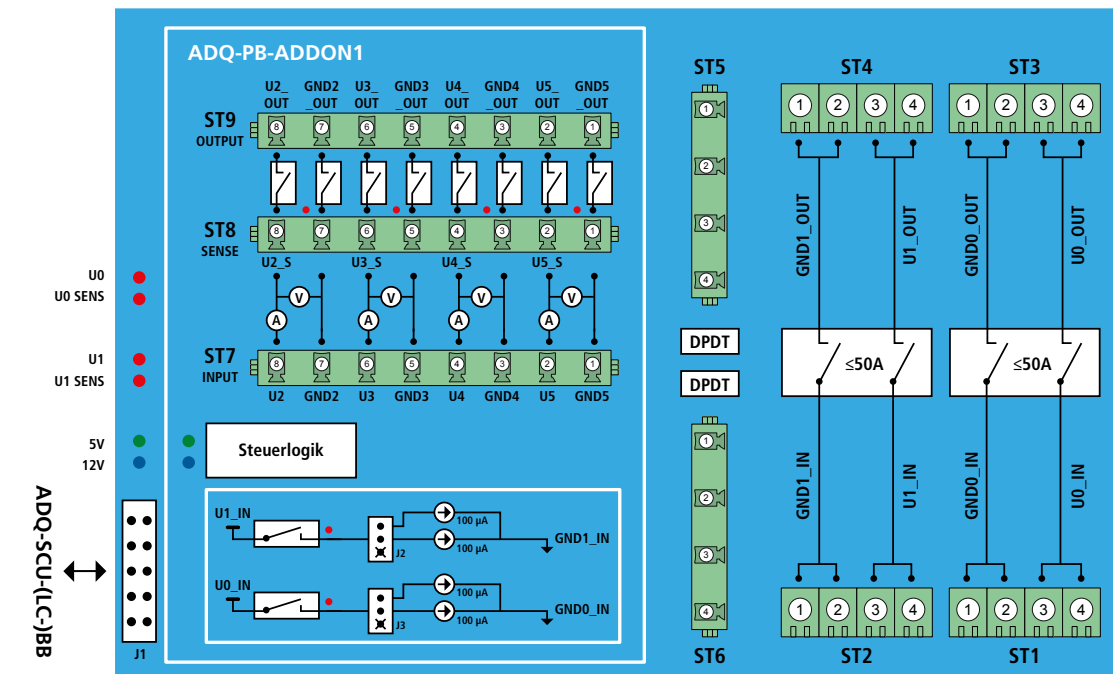 ADQ-PB-ADDON1
U2_ GND2 U3_ GND3 U4_ GND4 U5_ GND5
OUT _OUT OUT _OUT OUT _OUT OUT _OUT
ST9
OUTPUT
8 7 6 5 4 3 2 1
ST8
SENSE
8 7 6 5 4 3 2 1
U2_S U3_S U4_S U5_S
V V V V
A A A A
ST7
INPUT
8 7 6 5 4 3 2 1
U2 GND2 U3 GND3 U4 GND4 U5 GND5
U0
U0 SENS
U1
U1 SENS
5V
12V
Steuerlogik
U1_IN
100 µA
100 µA
J2
GND1_IN
U0_IN
100 µA
100 µA
J3
GND0_IN
ADQ-SCU-(LC-)BB
J1
ST5
1
2
3
4
DPDT
DPDT
1
2
3
4
ST6
ST4
1 2 3 4
GND1_OUT
U1_OUT
≤50A
GND1_IN
U1_IN
1 2 3 4
ST2
ST3
1 2 3 4
GND0_OUT
U0_OUT
≤50A
GND0_IN
U0_IN
1 2 3 4
ST1